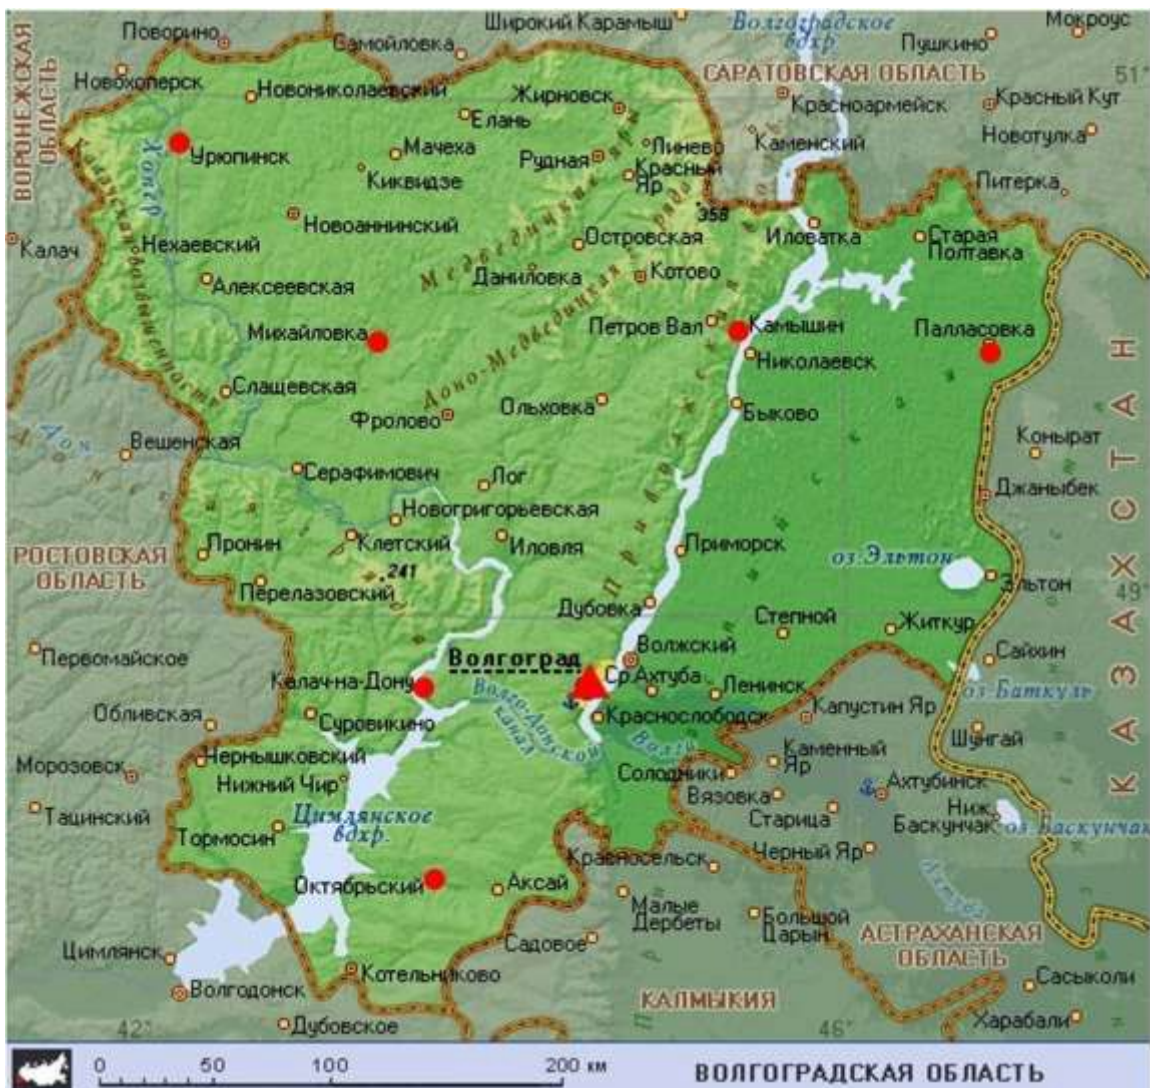 Широкий Карамыш
Волгоградское
вдхр.
Мокроус
Поворино
Самойловка
Пушкино
ВОРОНЕЖСКАЯ
ОБЛАСТЬ
Новохоперск
Новониколаевский
САРАТОВСКАЯ ОБЛАСТЬ
51°
Жирновск
Красноармейск
Красный Кут
Елань
Каменский
Новотулка
Хопёр
Урюпинск
Мачеха
Рудная
Линево
Красный
Яр
Киквидзе
Питерка
Калачская возвышенность
Новоаннинский
358
Медведицкие яры
Иловатка
Старая
Полтавка
Калач
Нехаевский
Островская
Даниловка
Котово
Алексеевская
Доно-Медведицкая гряда
Михайловка
Петров Вал
Камышин
Палласовка
Николаевск
Слащевская
Фролово
Ольховка
Быково
Дон
Вешенская
Конырат
Серафимович
Лог
Джаныбек
КАЗАХСТАН
Новогригорьевская
РОСТОВСКАЯ
ОБЛАСТЬ
Пронин
Клетский
Иловля
Приморск
оз.Эльтон
241
Перелазовский
Эльтон
49°
Дубовка
Степной
Житкур
Первомайское
Волгоград
Волжский
Сайхин
Калач-на-Дону
Ср.Ахтуба
Ленинск
оз.Баткуль
Волго-Донской
канал
Обливская
Суровикино
Краснослободск
Капустин Яр
Волга
Шунгай
Чернышковский
Каменный
Яр
Морозовск
Солодники
Нижний Чир
Вязовка
Ахтубинск
Тацинский
Цимлянское
вдхр.
Старица
Ниж.
Баскунчак
оз.Баскунчак
Тормосин
Черный Яр
Красносельск
Октябрьский
Аксай
Ахтуба
Малые
Дербеты
Большой
Царын
АСТРАХАНСКАЯ
ОБЛАСТЬ
Садовое
Цимлянск
Котельниково
Сасыколи
Волгодонск
КАЛМЫКИЯ
42°
Дубовское
46°
Харабали
0 50 100 200 км
ВОЛГОГРАДСКАЯ ОБЛАСТЬ